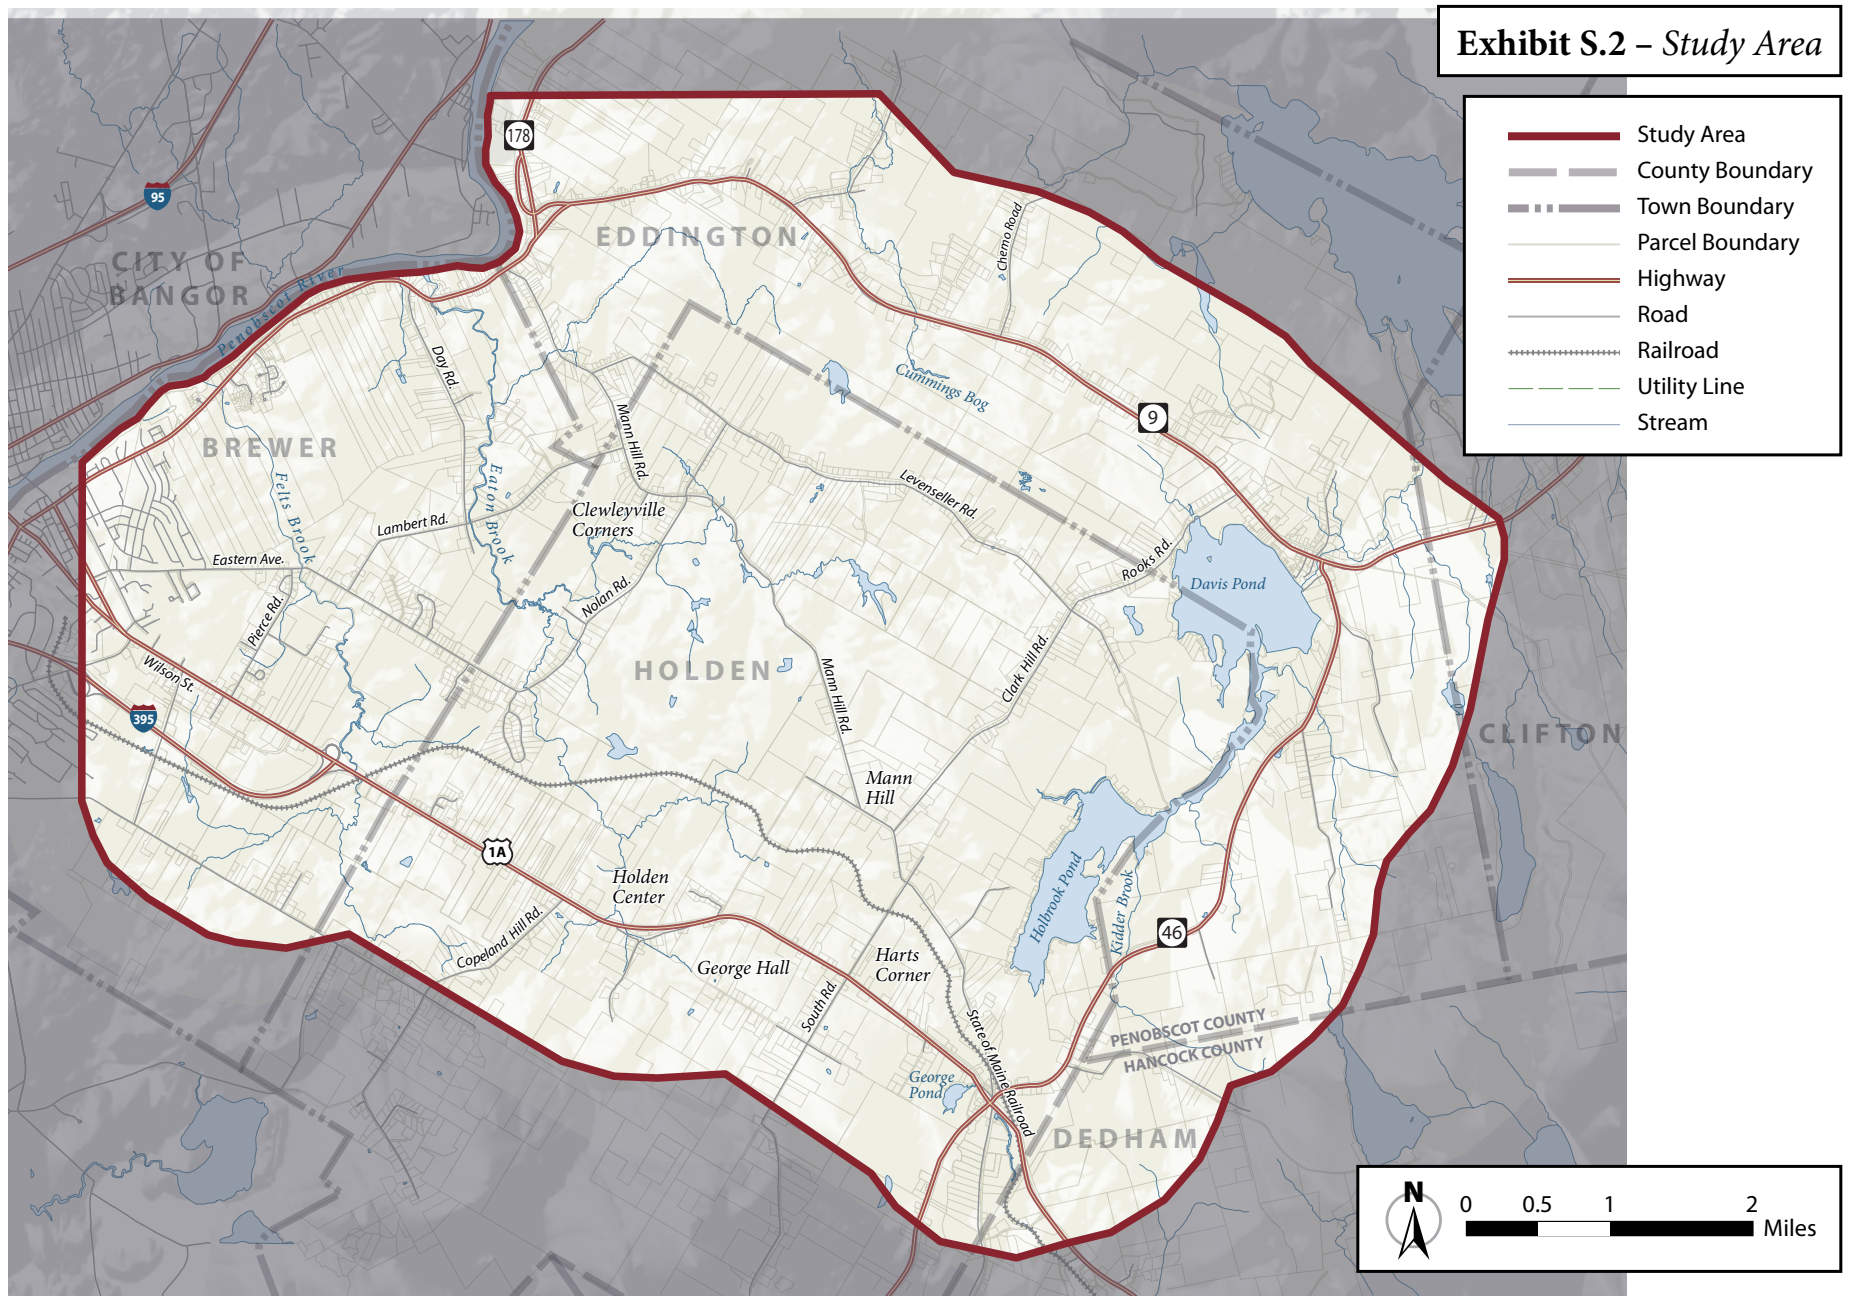 Exhibit S.2 – Study Area
Study Area
County Boundary
Town Boundary
Parcel Boundary
Highway
Road
Railroad
Utility Line
Stream
178
95
EDDINGTON
Chemo Road
CITY OF
BANGOR
Penobscot River
Day Rd.
Cummings Bog
9
BREWER
Mann Hill Rd.
Felts Brook
Eaton Brook
Levenseller Rd.
Clewleyville
Corners
Lambert Rd.
Eastern Ave.
Rooks Rd.
Davis Pond
Nolan Rd.
Pierce Rd.
HOLDEN
Wilson St.
Mann Hill Rd.
Clark Hill Rd.
395
CLIFTON
Mann
Hill
1A
Holden
Center
Holbrook Pond
Kidder Brook
Copeland Hill Rd.
46
George Hall
Harts
Corner
South Rd.
State of Maine Railroad
PENOBSCOT COUNTY
HANCOCK COUNTY
George
Pond
DEDHAM
N
0 0.5 1 2
Miles